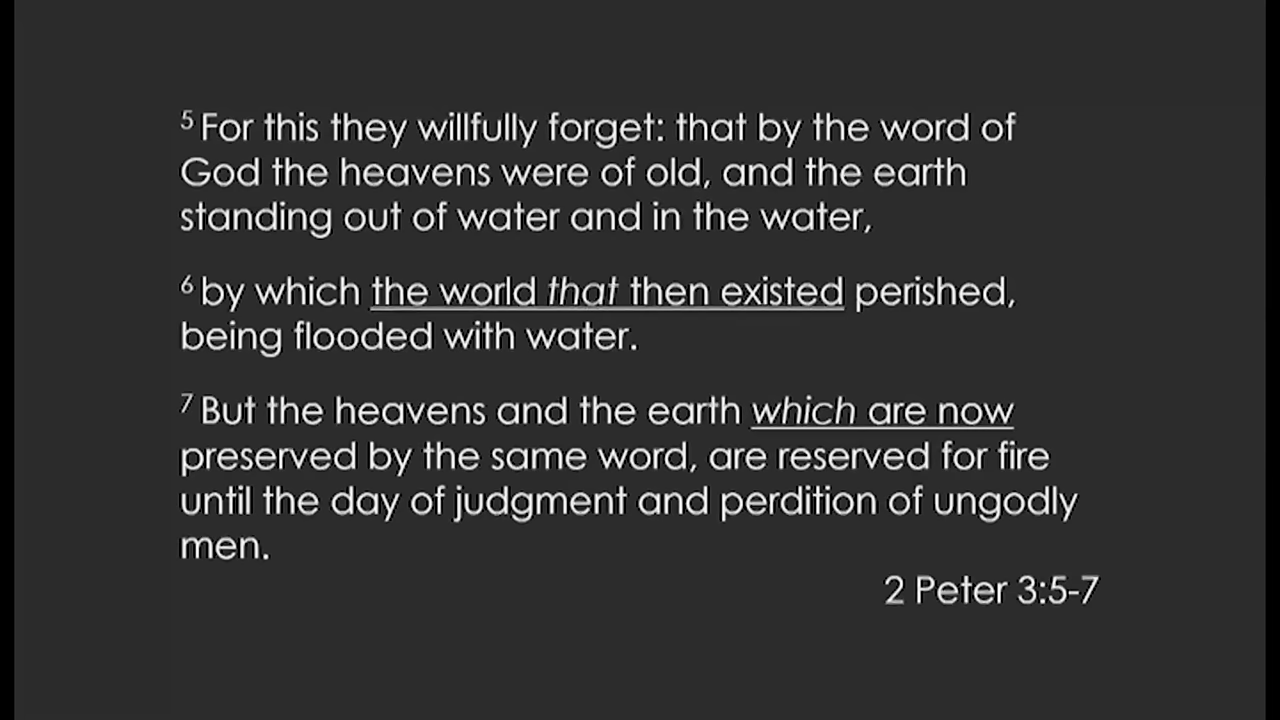 5 For this they willfully forget: that by the word of
God the heavens were of old, and the earth
standing out of water and in the water,
6 by which the world that then existed perished,
being flooded with water.
7 But the heavens and the earth which are now
preserved by the same word, are reserved for fire
until the day of judgment and perdition of ungodly
men.
2 Peter 3:5-7